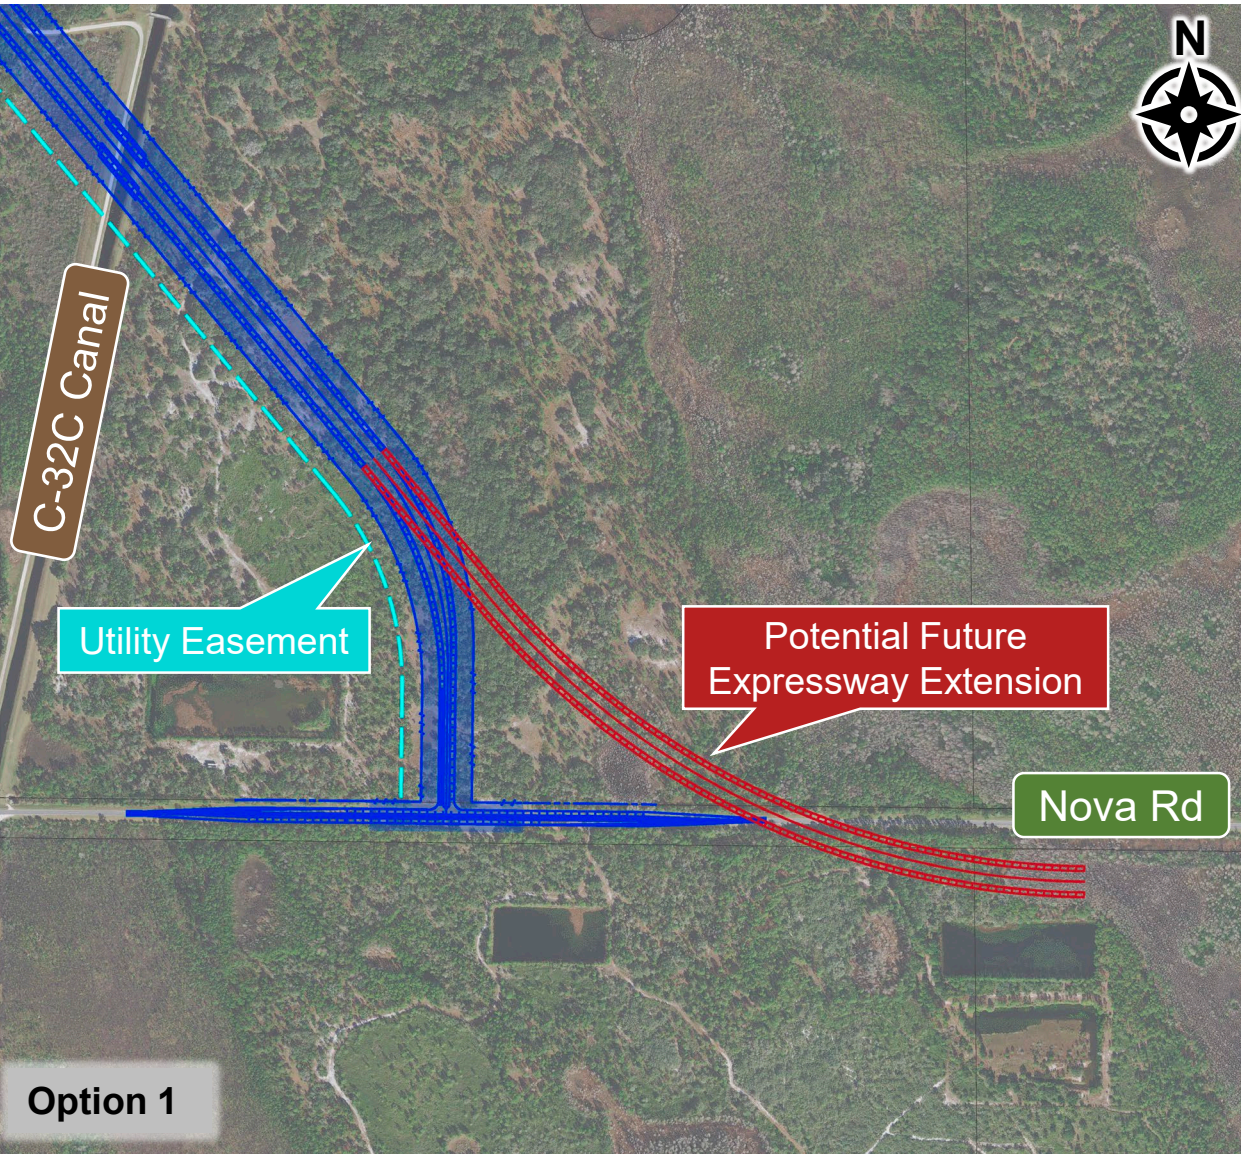 N
C-32C Canal
Utility Easement
Potential Future
Expressway Extension
Nova Rd
Option 1